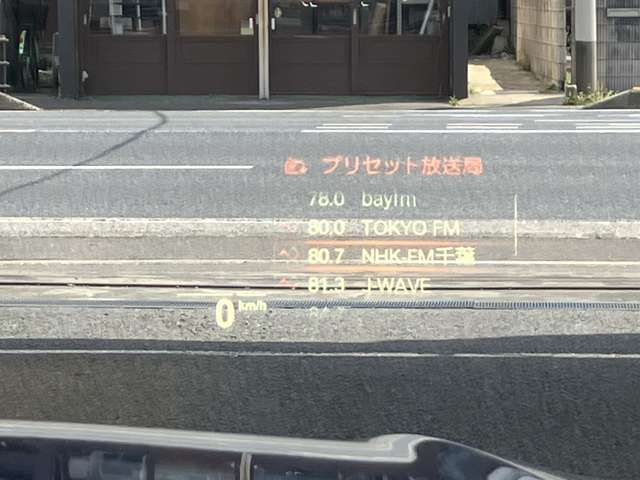 プリセット放送局
78.0 bayfm
80.0 TOKYO FM
80.7 NHK-FM千葉
81.3 J-WAVE
0 km/h